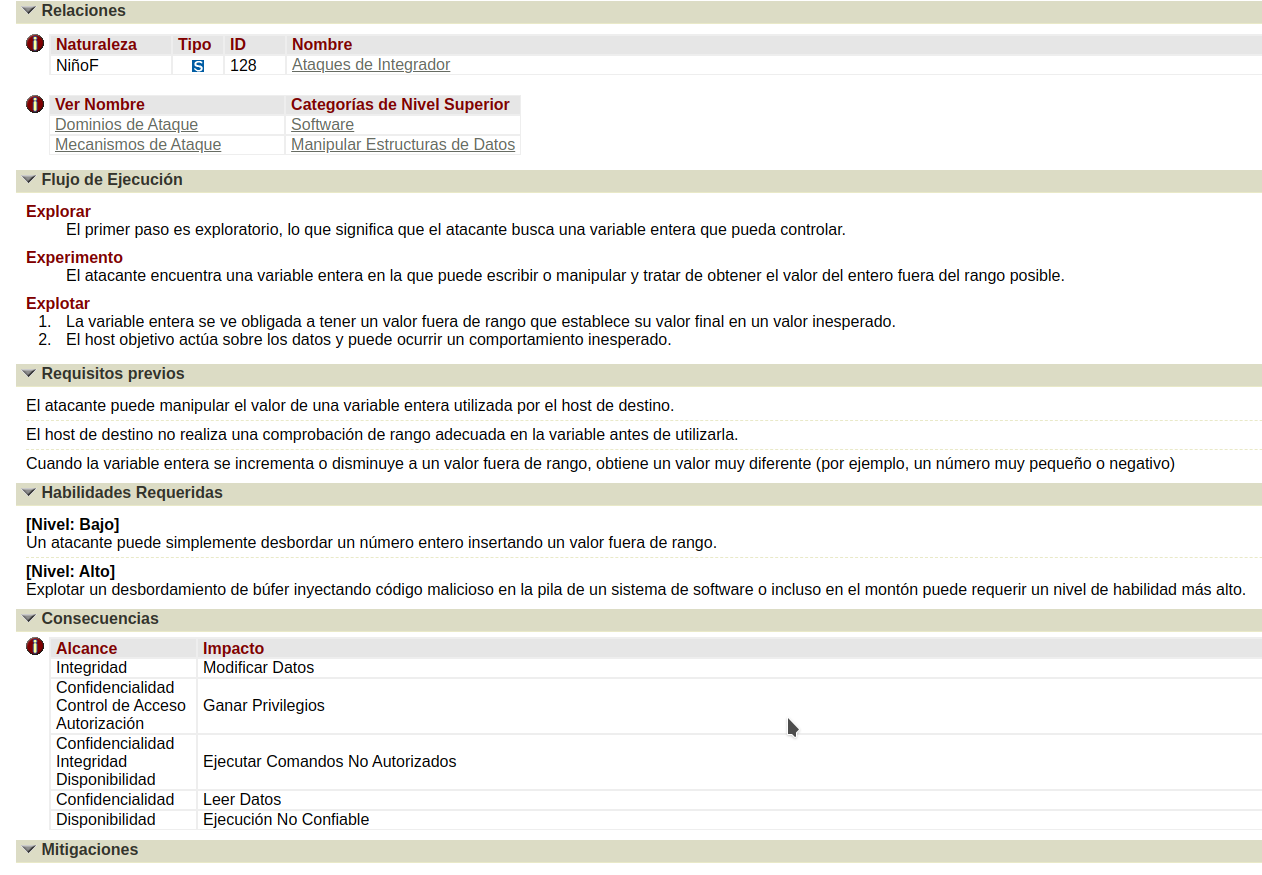 Relaciones
Naturaleza Tipo ID Nombre
NiñoF S 128 Ataques de Integrador
Ver Nombre Categorías de Nivel Superior
Dominios de Ataque Software
Mecanismos de Ataque Manipular Estructuras de Datos
Flujo de Ejecución
Explorar
El primer paso es exploratorio, lo que significa que el atacante busca una variable entera que pueda controlar.
Experimento
El atacante encuentra una variable entera en la que puede escribir o manipular y tratar de obtener el valor del entero fuera del rango posible.
Explotar
1. La variable entera se ve obligada a tener un valor fuera de rango que establece su valor final en un valor inesperado.
2. El host objetivo actúa sobre los datos y puede ocurrir un comportamiento inesperado.
Requisitos previos
El atacante puede manipular el valor de una variable entera utilizada por el host de destino.
El host de destino no realiza una comprobación de rango adecuada en la variable antes de utilizarla.
Cuando la variable entera se incrementa o disminuye a un valor fuera de rango, obtiene un valor muy diferente (por ejemplo, un número muy pequeño o negativo)
Habilidades Requeridas
[Nivel: Bajo]
Un atacante puede simplemente desbordar un número entero insertando un valor fuera de rango.
[Nivel: Alto]
Explotar un desbordamiento de búfer inyectando código malicioso en la pila de un sistema de software o incluso en el montón puede requerir un nivel de habilidad más alto.
Consecuencias
Alcance Impacto
Integridad Modificar Datos
Confidencialidad
Control de Acceso Ganar Privilegios
Autorización
Confidencialidad
Integridad Ejecutar Comandos No Autorizados
Disponibilidad
Confidencialidad Leer Datos
Disponibilidad Ejecución No Confiable
Mitigaciones